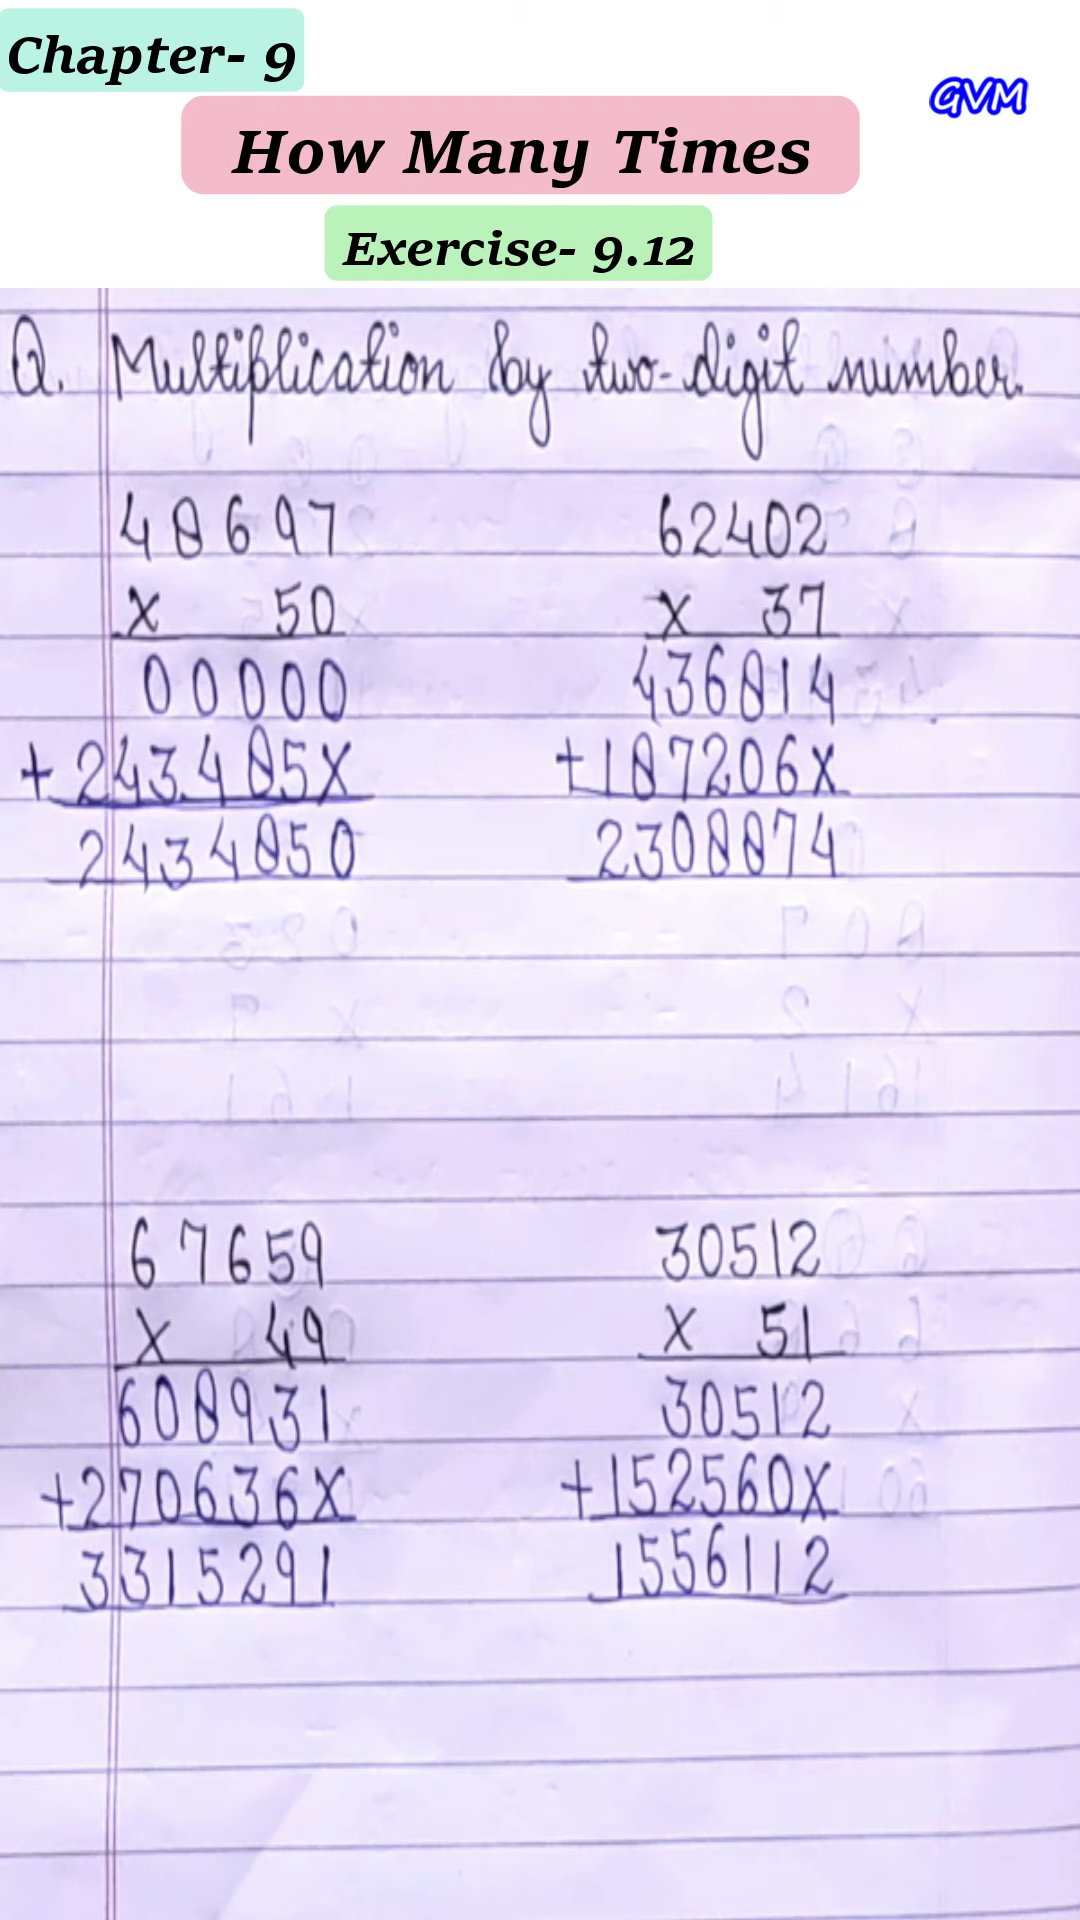 Chapter- 9
GVM
How Many Times
Exercise- 9.12
Q. Multiplication by two-digit number.
48697
x 50
00000
+243485x
2434850
62402
x 37
436814
+187206x
2308874
67659
x 49
608931
+270636x
3315291
30512
x 51
30512
+152560x
1556112